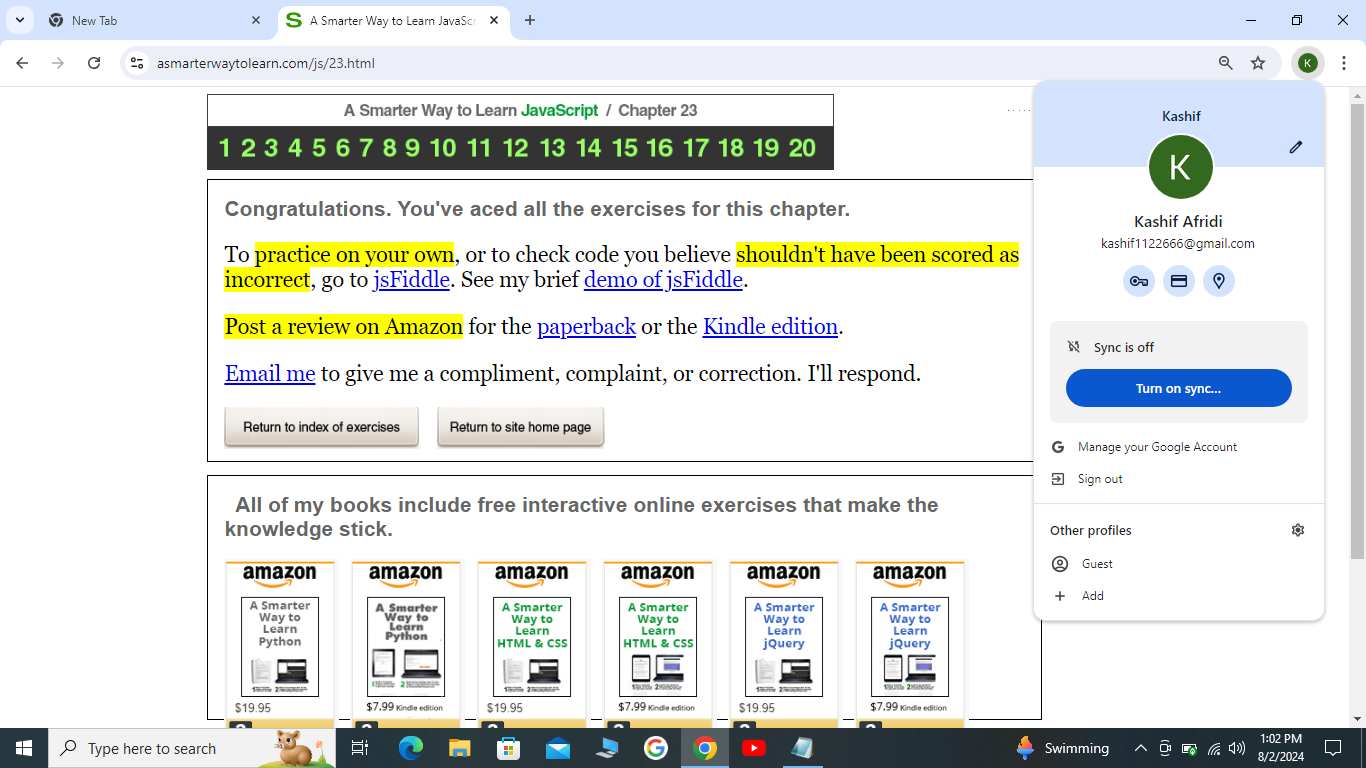 New Tab
A Smarter Way to Learn JavaScr
asmarterwaytolearn.com/js/23.html
K
A Smarter Way to Learn JavaScript / Chapter 23
1 2 3 4 5 6 7 8 9 10 11 12 13 14 15 16 17 18 19 20
Congratulations. You've aced all the exercises for this chapter.
To practice on your own, or to check code you believe shouldn't have been scored as
incorrect, go to jsFiddle. See my brief demo of jsFiddle.
Post a review on Amazon for the paperback or the Kindle edition.
Email me to give me a compliment, complaint, or correction. I'll respond.
Return to index of exercises
Return to site home page
All of my books include free interactive online exercises that make the
knowledge stick.
amazon
A Smarter
Way to
Learn
Python
$19.95
amazon
A Smarter
Way to
Learn
Python
$7.99 Kindle edition
amazon
A Smarter
Way to
Learn
HTML & CSS
$19.95
amazon
A Smarter
Way to
Learn
HTML & CSS
$7.99 Kindle edition
amazon
A Smarter
Way to
Learn
jQuery
$19.95
amazon
A Smarter
Way to
Learn
jQuery
$7.99 Kindle edition
Kashif
K
Kashif Afridi
kashif1122666@gmail.com
Sync is off
Turn on sync...
Manage your Google Account
Sign out
Other profiles
Guest
Add
Type here to search
Swimming
1:02 PM
8/2/2024